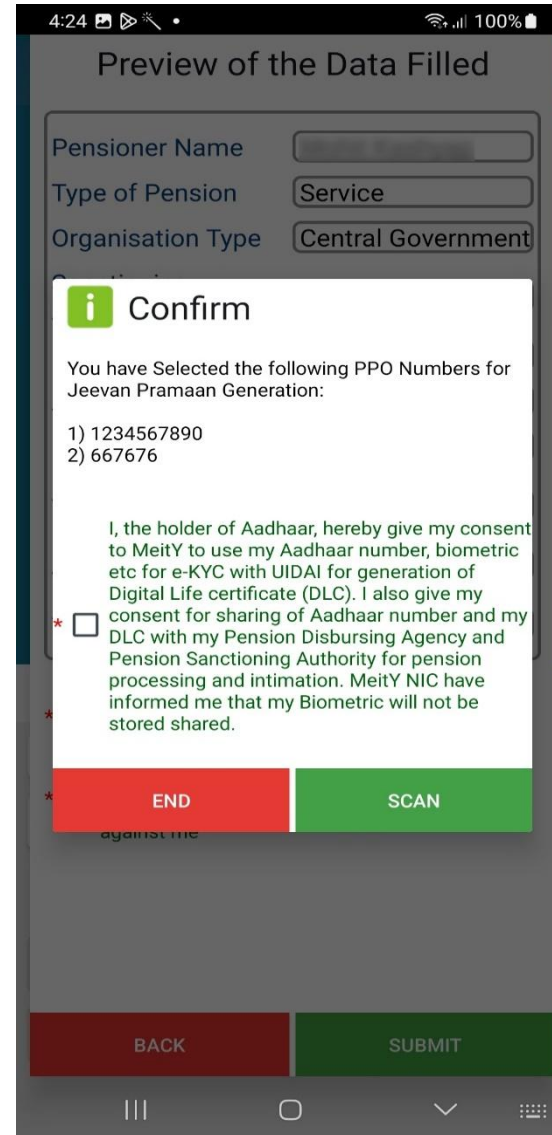 4:24
100%
Preview of the Data Filled
Pensioner Name
Type of Pension Service
Organisation Type Central Government
i Confirm
You have Selected the following PPO Numbers for
Jeevan Pramaan Generation:
1) 1234567890
2) 667676
I, the holder of Aadhaar, hereby give my consent
to MeitY to use my Aadhaar number, biometric
etc for e-KYC with UIDAI for generation of
Digital Life certificate (DLC). I also give my
* consent for sharing of Aadhaar number and my
DLC with my Pension Disbursing Agency and
Pension Sanctioning Authority for pension
processing and intimation. MeitY NIC have
informed me that my Biometric will not be
stored shared.
*
*
END SCAN
against me
BACK SUBMIT